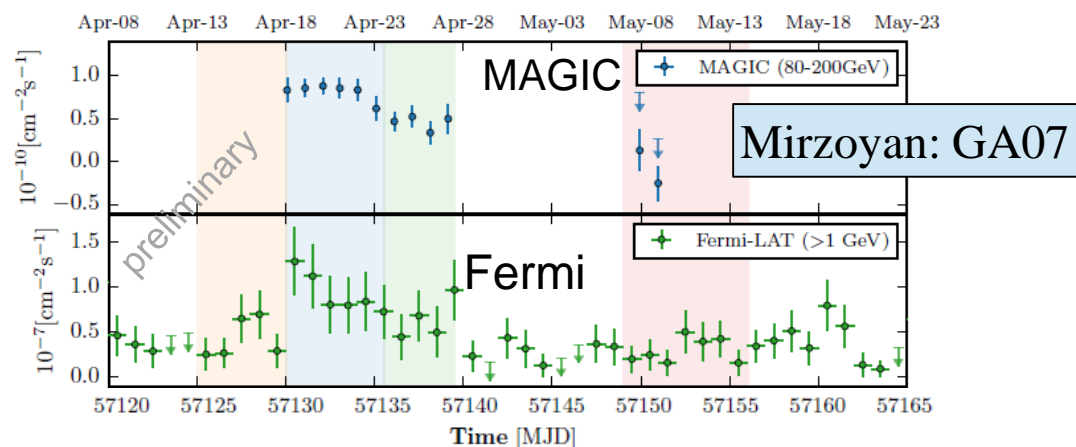 Apr-08 Apr-13 Apr-18 Apr-23 Apr-28 May-03 May-08 May-13 May-18 May-23
MAGIC
MAGIC (80-200GeV)
Mirzoyan: GA07
10⁻¹⁰[cm⁻²s⁻¹]
1.0
0.5
0.0
−0.5
preliminary
Fermi
Fermi-LAT (>1 GeV)
10⁻⁷[cm⁻²s⁻¹]
1.5
1.0
0.5
0.0
57120 57125 57130 57135 57140 57145 57150 57155 57160 57165
Time [MJD]